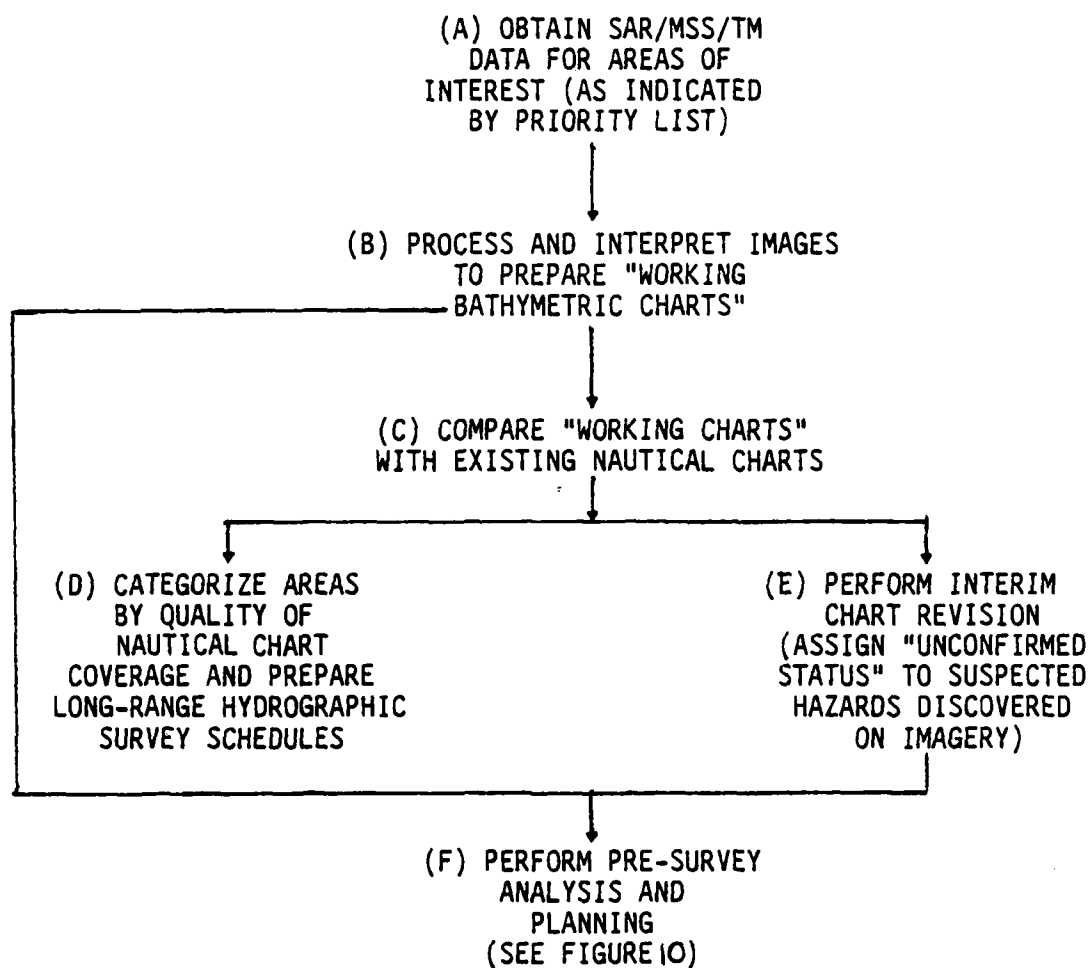 (A) OBTAIN SAR/MSS/TM
DATA FOR AREAS OF
INTEREST (AS INDICATED
BY PRIORITY LIST)
(B) PROCESS AND INTERPRET IMAGES
TO PREPARE "WORKING
BATHYMETRIC CHARTS"
(C) COMPARE "WORKING CHARTS"
WITH EXISTING NAUTICAL CHARTS
(D) CATEGORIZE AREAS
BY QUALITY OF
NAUTICAL CHART
COVERAGE AND PREPARE
LONG-RANGE HYDROGRAPHIC
SURVEY SCHEDULES
(E) PERFORM INTERIM
CHART REVISION
(ASSIGN "UNCONFIRMED
STATUS" TO SUSPECTED
HAZARDS DISCOVERED
ON IMAGERY)
(F) PERFORM PRE-SURVEY
ANALYSIS AND
PLANNING
(SEE FIGURE 10)